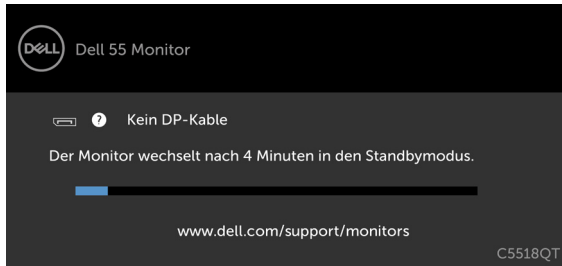 DELL Dell 55 Monitor
? Kein DP-Kable
Der Monitor wechselt nach 4 Minuten in den Standbymodus.
www.dell.com/support/monitors
C5518QT